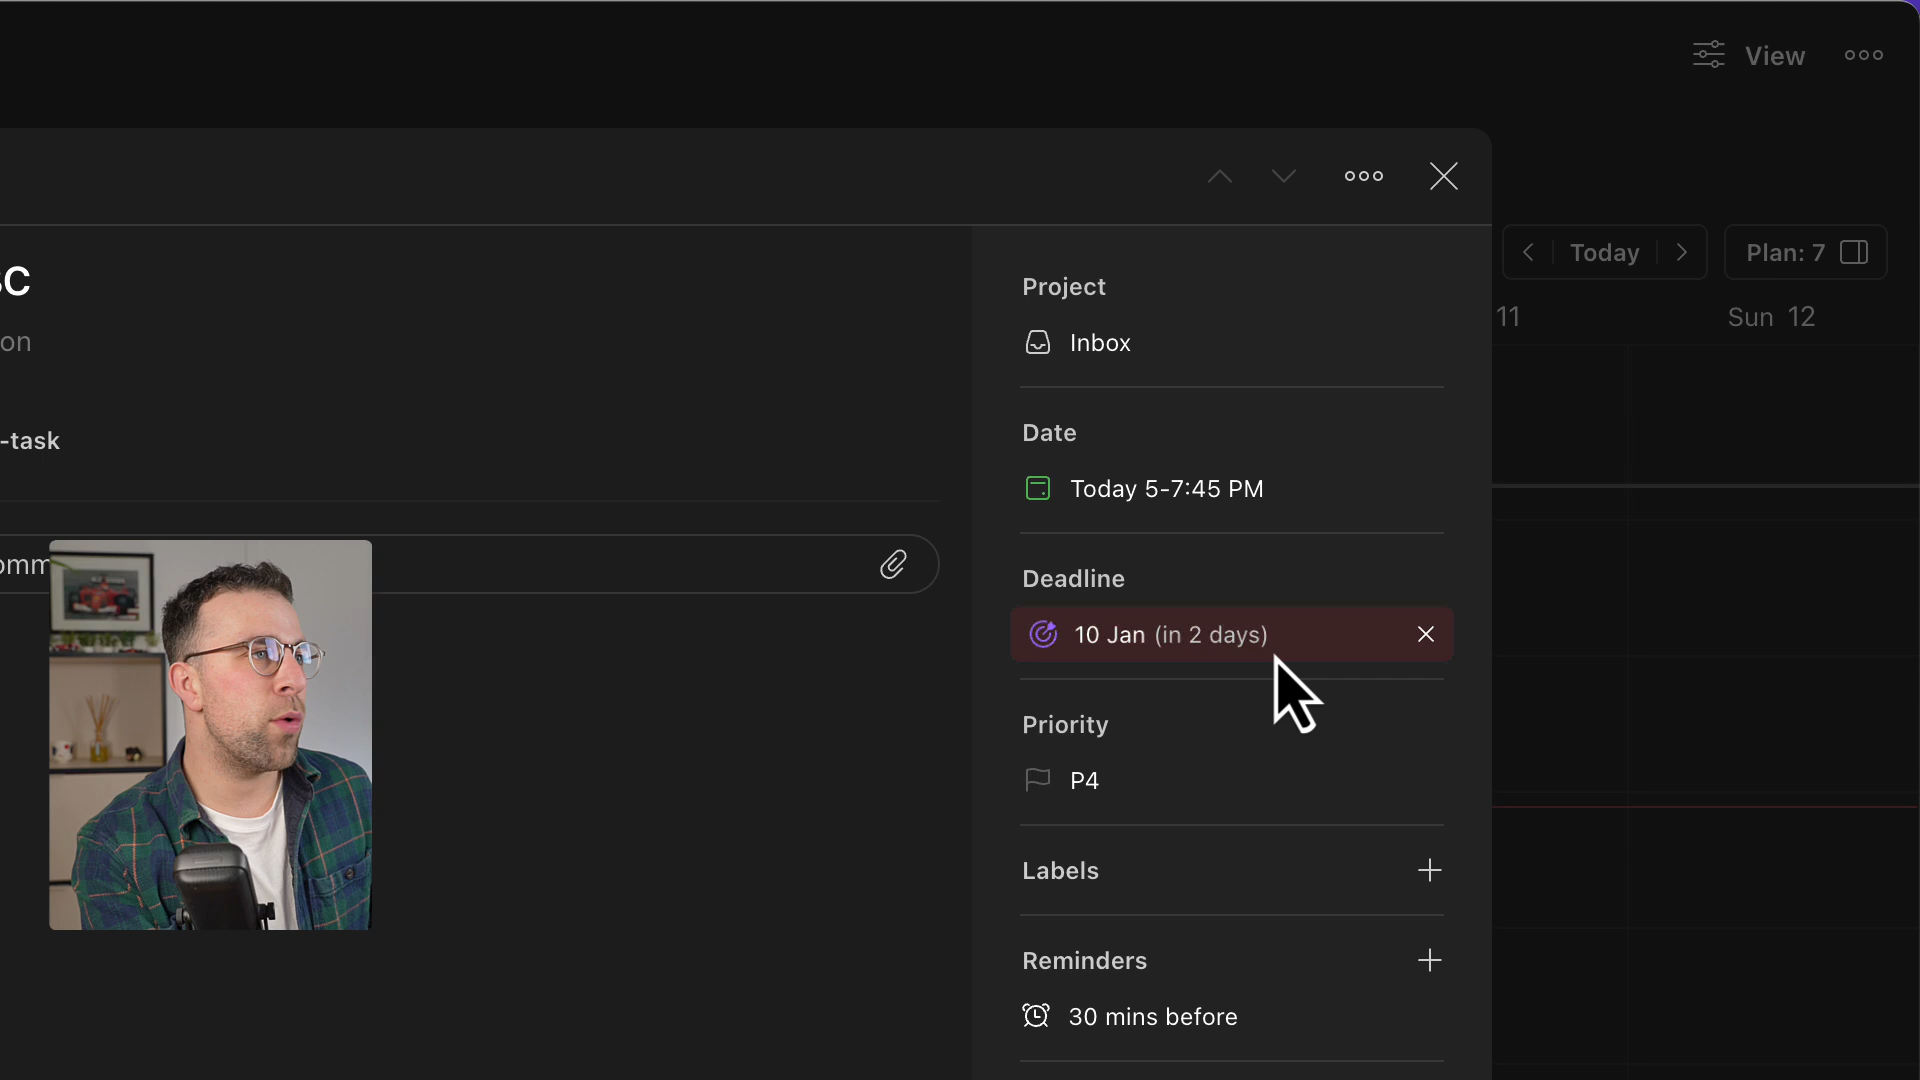 View
Today
Plan: 7
11
Sun 12
sc
on
-task
omm
Project
Inbox
Date
Today 5-7:45 PM
Deadline
10 Jan (in 2 days)
Priority
P4
Labels
Reminders
30 mins before